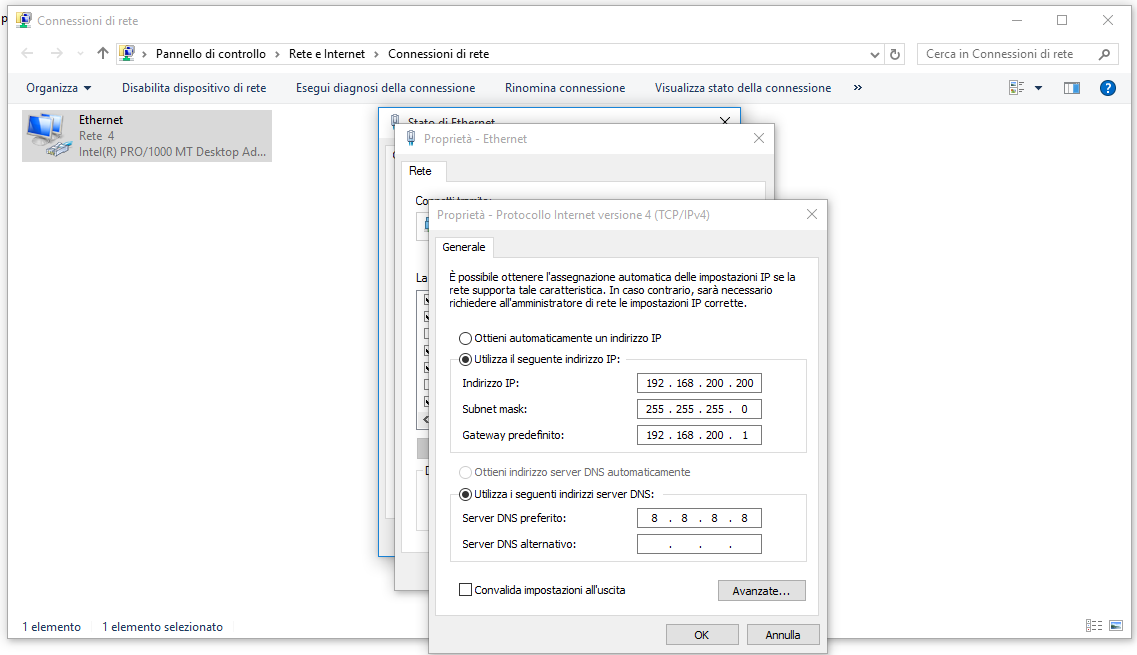 p
Connessioni di rete
Pannello di controllo > Rete e Internet > Connessioni di rete
Cerca in Connessioni di rete
Organizza
Disabilita dispositivo di rete
Esegui diagnosi della connessione
Rinomina connessione
Visualizza stato della connessione
»
?
Ethernet
Rete 4
Intel(R) PRO/1000 MT Desktop Ad...
Stato di Ethernet
Proprietà - Ethernet
Rete
La
Proprietà - Protocollo Internet versione 4 (TCP/IPv4)
Generale
È possibile ottenere l'assegnazione automatica delle impostazioni IP se la
rete supporta tale caratteristica. In caso contrario, sarà necessario
richiedere all'amministratore di rete le impostazioni IP corrette.
Ottieni automaticamente un indirizzo IP
Utilizza il seguente indirizzo IP:
Indirizzo IP: 192 . 168 . 200 . 200
Subnet mask: 255 . 255 . 255 . 0
Gateway predefinito: 192 . 168 . 200 . 1
Ottieni indirizzo server DNS automaticamente
Utilizza i seguenti indirizzi server DNS:
Server DNS preferito: 8 . 8 . 8 . 8
Server DNS alternativo: . . .
Convalida impostazioni all'uscita
Avanzate...
OK
Annulla
1 elemento
1 elemento selezionato